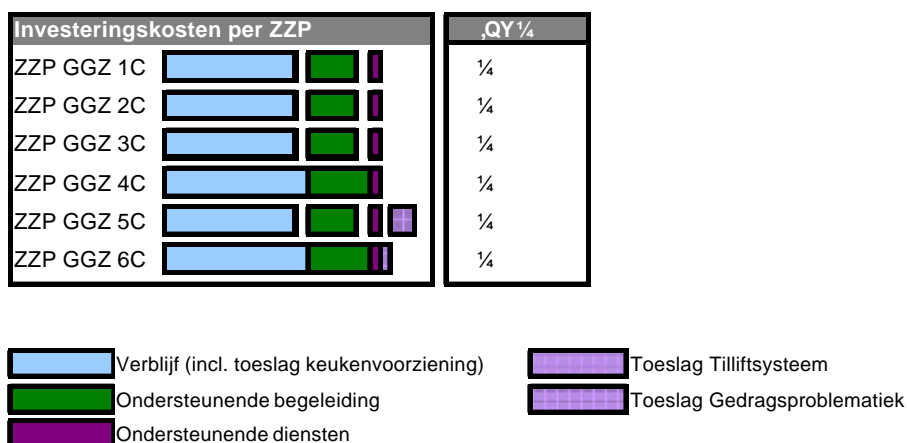 Investeringskosten per ZZP ‚QY ¼
ZZP GGZ 1C ¼
ZZP GGZ 2C ¼
ZZP GGZ 3C ¼
ZZP GGZ 4C ¼
ZZP GGZ 5C ¼
ZZP GGZ 6C ¼
Verblijf (incl. toeslag keukenvoorziening) Toeslag Tilliftsysteem
Ondersteunende begeleiding Toeslag Gedragsproblematiek
Ondersteunende diensten